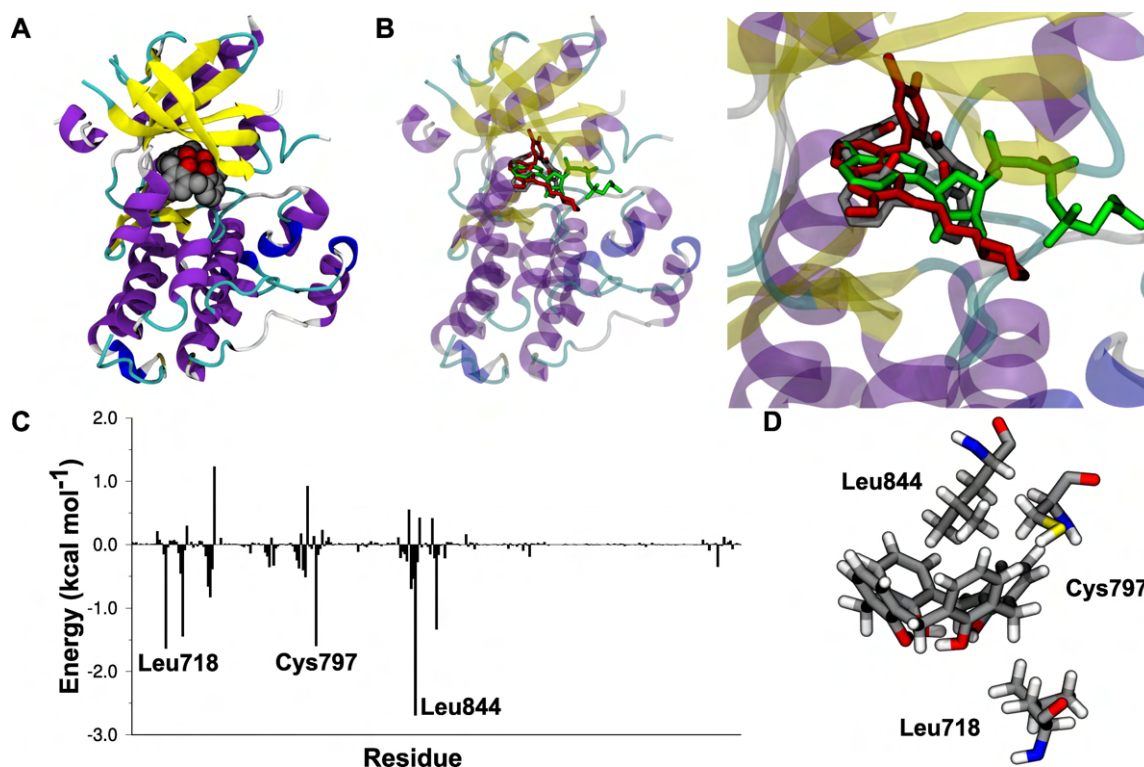 A
B
C
D
2.0
1.0
0.0
-1.0
-2.0
-3.0
Energy (kcal mol⁻¹)
Leu718
Cys797
Leu844
Residue
Leu844
Cys797
Leu718